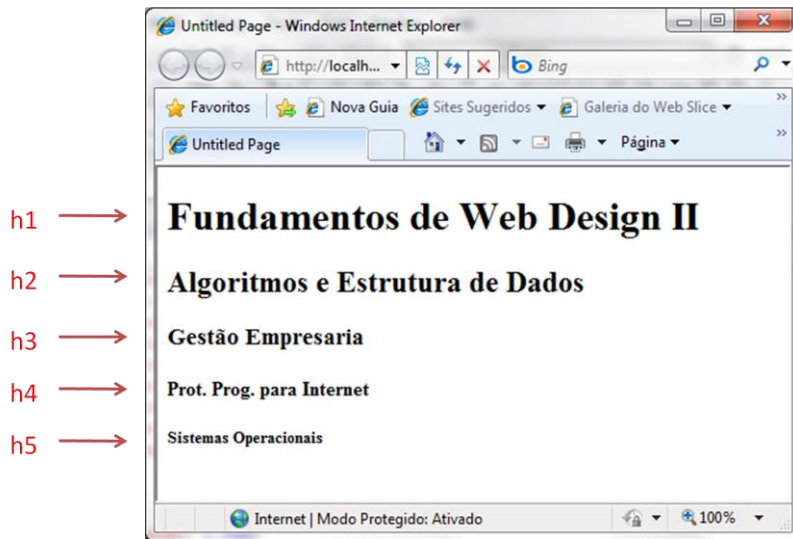 Untitled Page - Windows Internet Explorer
http://localh...
Bing
Favoritos Nova Guia Sites Sugeridos Galeria do Web Slice »
Untitled Page Página »
h1 Fundamentos de Web Design II
h2 Algoritmos e Estrutura de Dados
h3 Gestão Empresaria
h4 Prot. Prog. para Internet
h5 Sistemas Operacionais
Internet | Modo Protegido: Ativado 100%